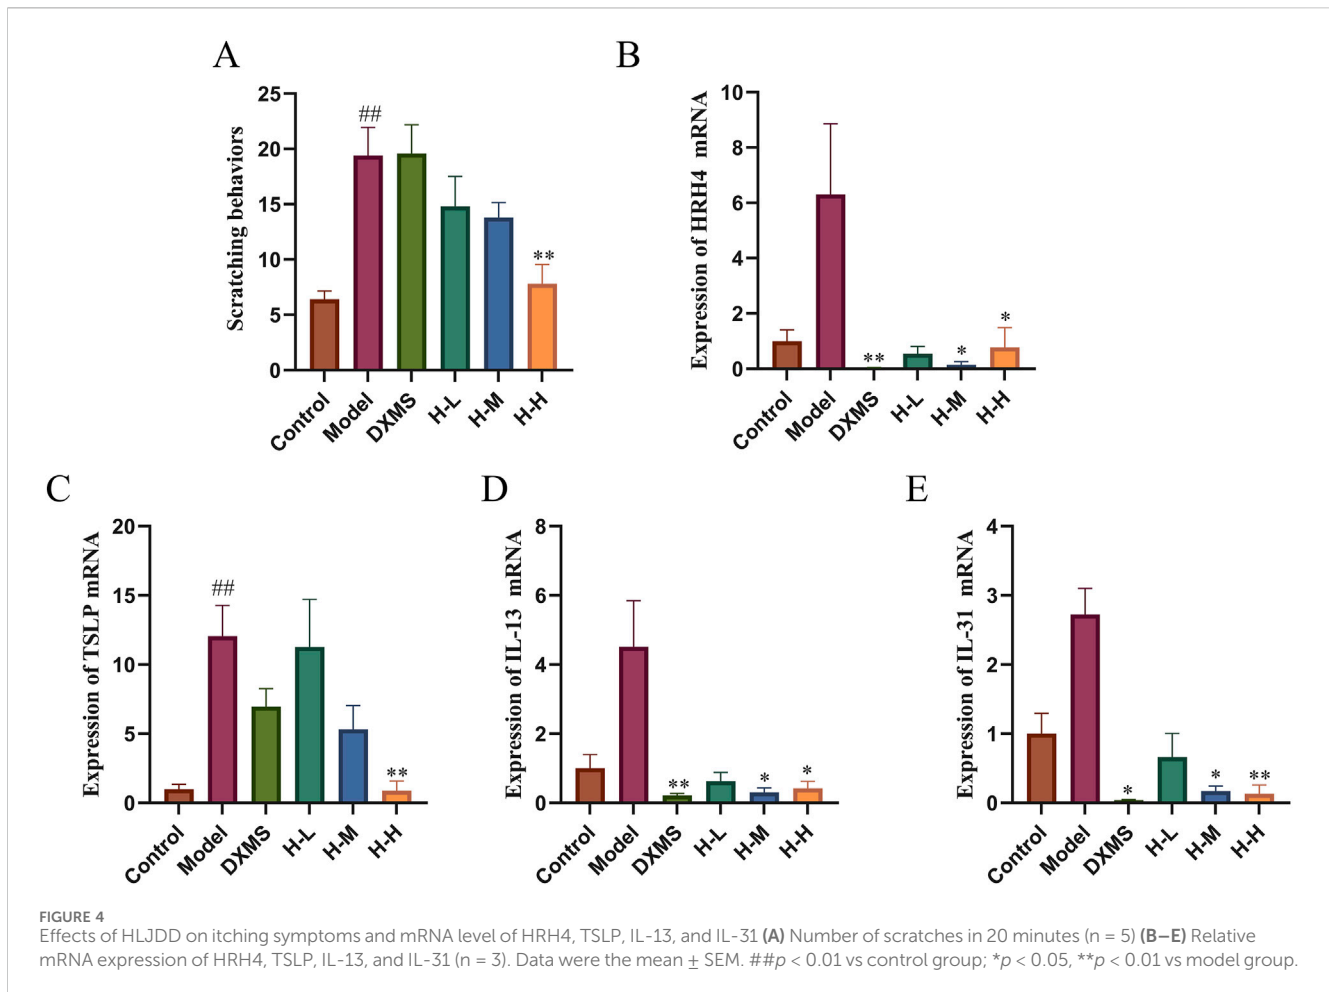 A
Scratching behaviors
25
20
15
10
5
0
##
**
Control
Model
DXMS
H-L
H-M
H-H
B
Expression of HRH4 mRNA
10
8
6
4
2
0
**
*
*
Control
Model
DXMS
H-L
H-M
H-H
C
Expression of TSLP mRNA
20
15
10
5
0
##
**
Control
Model
DXMS
H-L
H-M
H-H
D
Expression of IL-13 mRNA
8
6
4
2
0
**
*
*
Control
Model
DXMS
H-L
H-M
H-H
E
Expression of IL-31 mRNA
4
3
2
1
0
*
*
**
Control
Model
DXMS
H-L
H-M
H-H
FIGURE 4
Effects of HLJDD on itching symptoms and mRNA level of HRH4, TSLP, IL-13, and IL-31 (A) Number of scratches in 20 minutes (n = 5) (B–E) Relative
mRNA expression of HRH4, TSLP, IL-13, and IL-31 (n = 3). Data were the mean ± SEM. ##p < 0.01 vs control group; *p < 0.05, **p < 0.01 vs model group.